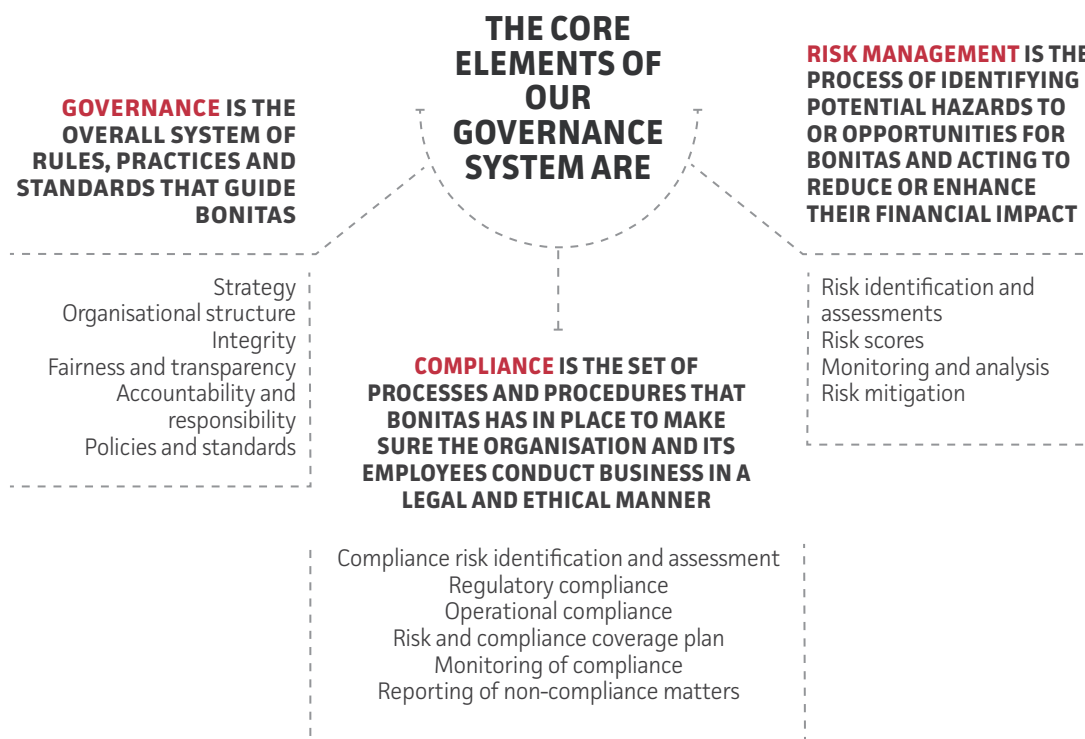 THE CORE
ELEMENTS OF
OUR
GOVERNANCE
SYSTEM ARE
GOVERNANCE IS THE
OVERALL SYSTEM OF
RULES, PRACTICES AND
STANDARDS THAT GUIDE
BONITAS
Strategy
Organisational structure
Integrity
Fairness and transparency
Accountability and
responsibility
Policies and standards
COMPLIANCE IS THE SET OF
PROCESSES AND PROCEDURES THAT
BONITAS HAS IN PLACE TO MAKE
SURE THE ORGANISATION AND ITS
EMPLOYEES CONDUCT BUSINESS IN A
LEGAL AND ETHICAL MANNER
Compliance risk identification and assessment
Regulatory compliance
Operational compliance
Risk and compliance coverage plan
Monitoring of compliance
Reporting of non-compliance matters
RISK MANAGEMENT IS THE
PROCESS OF IDENTIFYING
POTENTIAL HAZARDS TO
OR OPPORTUNITIES FOR
BONITAS AND ACTING TO
REDUCE OR ENHANCE
THEIR FINANCIAL IMPACT
Risk identification and
assessments
Risk scores
Monitoring and analysis
Risk mitigation